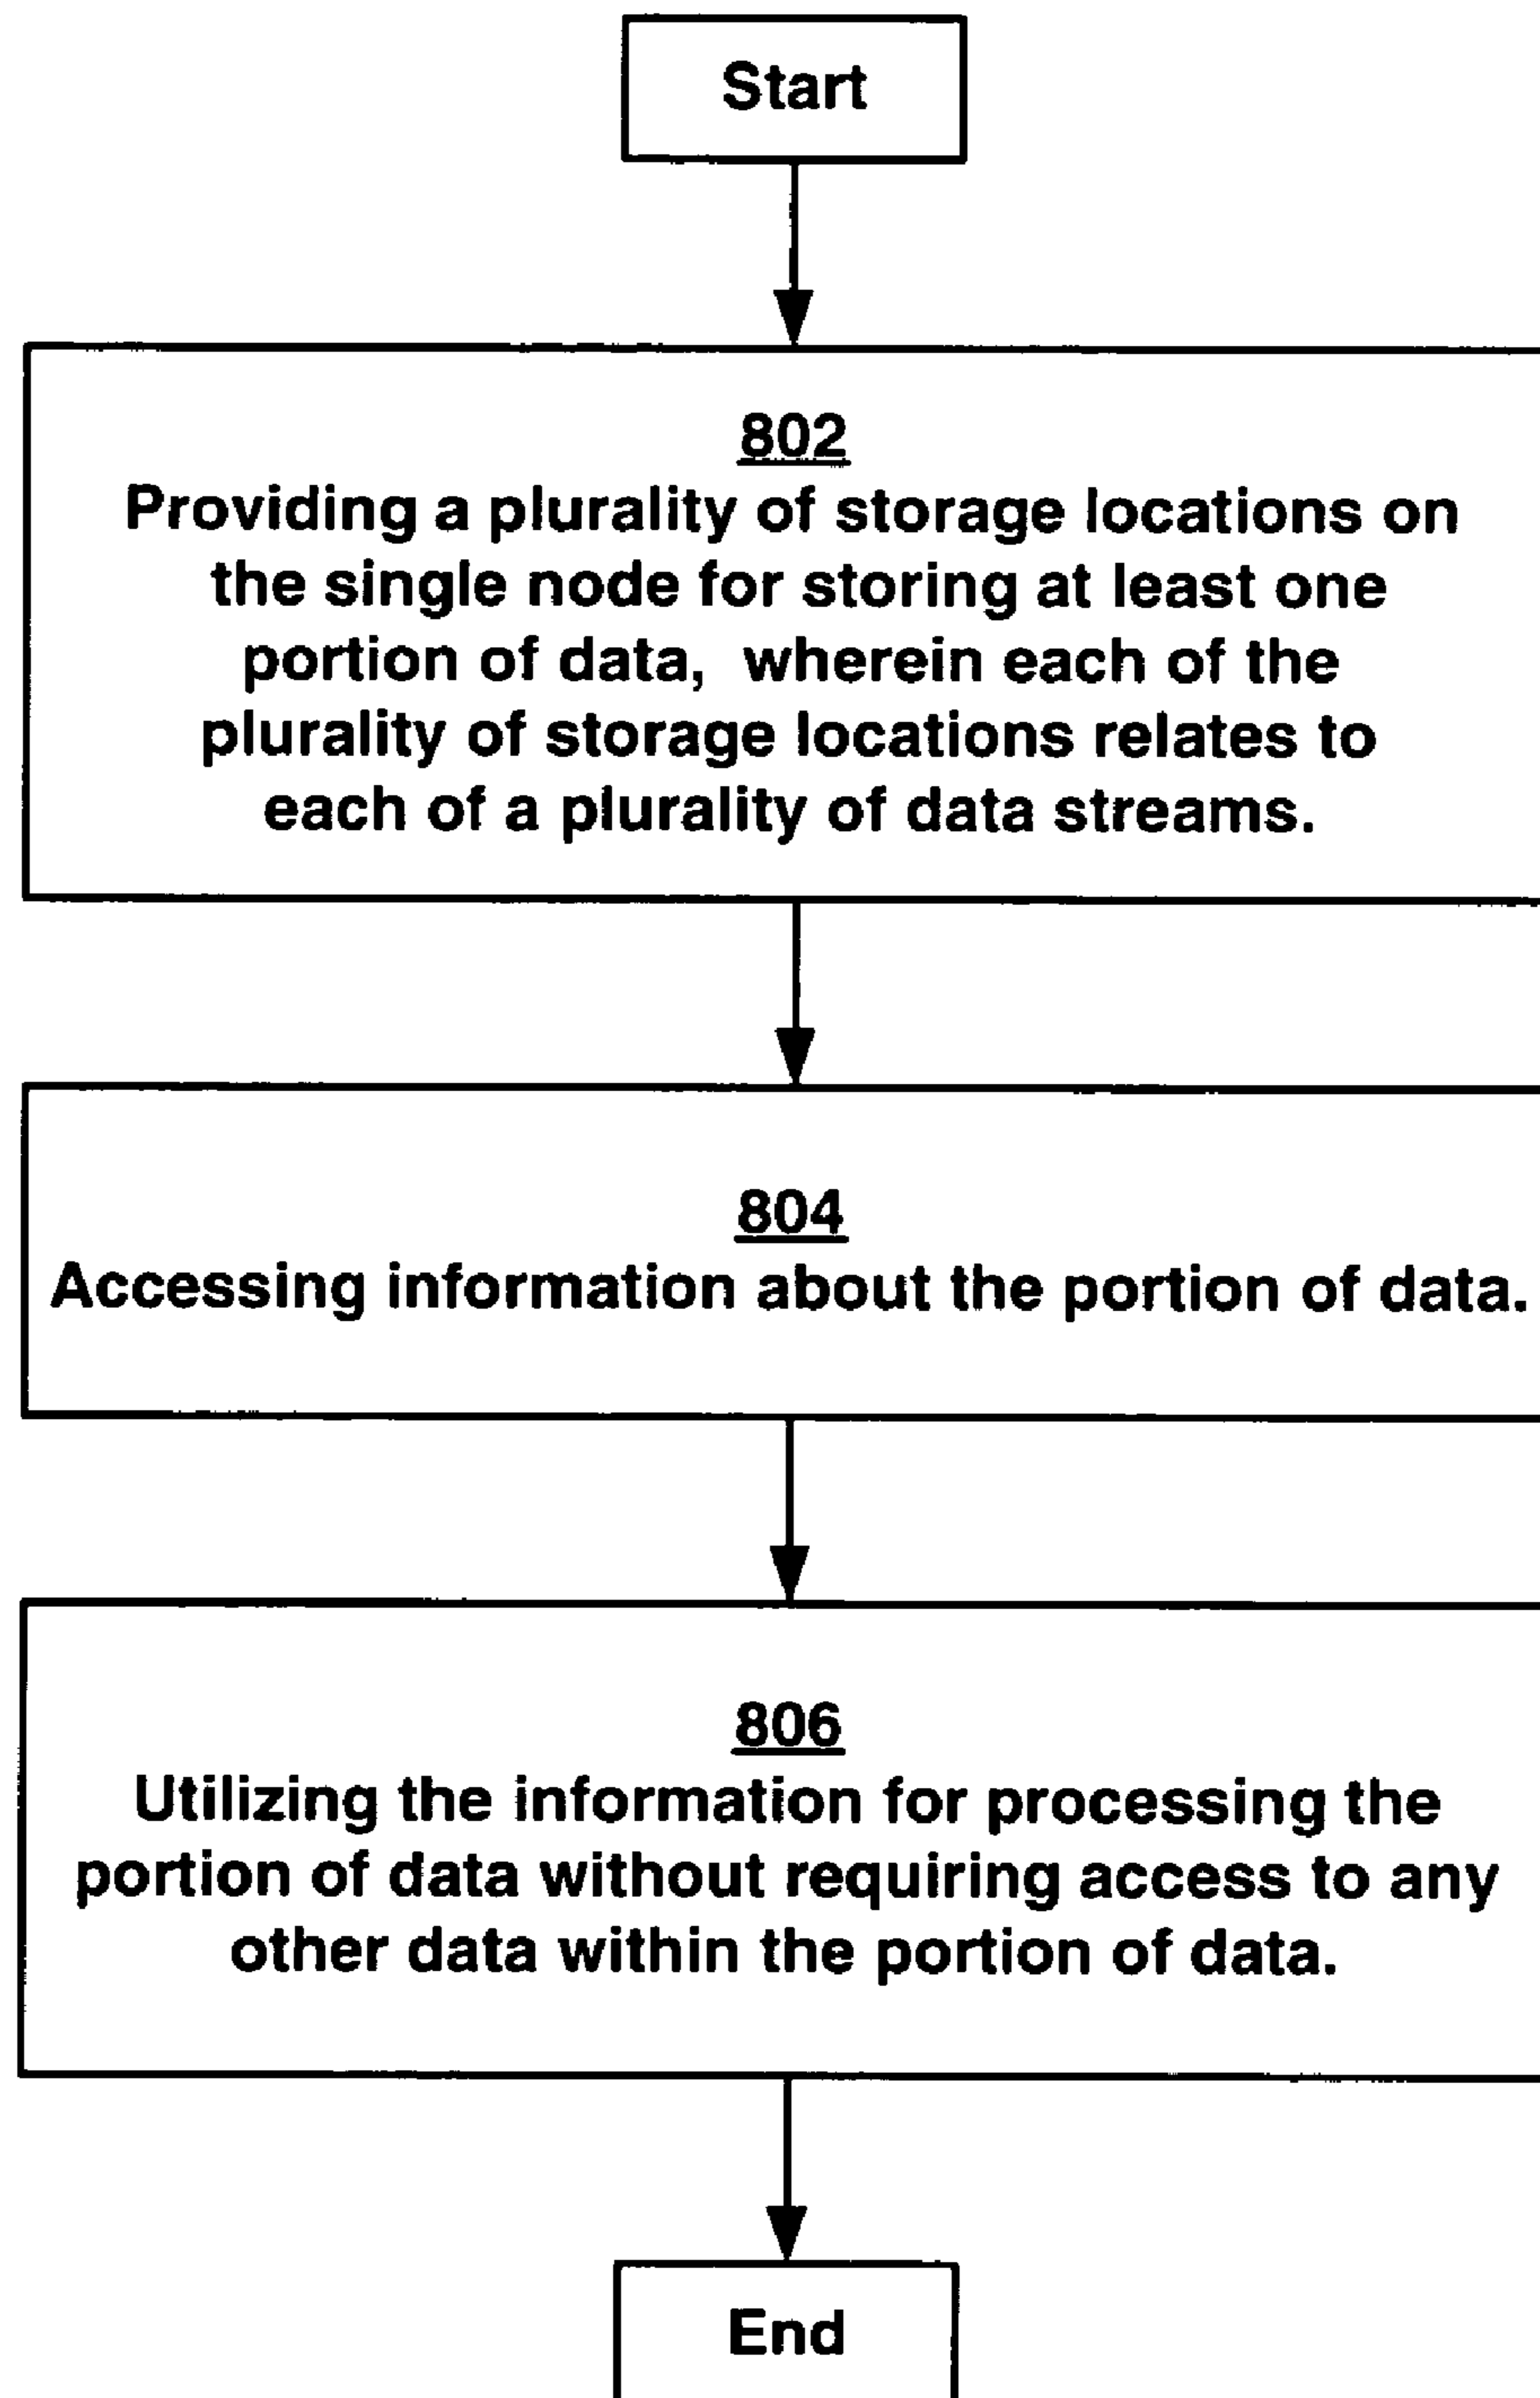 Start
802
Providing a plurality of storage locations on
the single node for storing at least one
portion of data, wherein each of the
plurality of storage locations relates to
each of a plurality of data streams.
804
Accessing information about the portion of data.
806
Utilizing the information for processing the
portion of data without requiring access to any
other data within the portion of data.
End